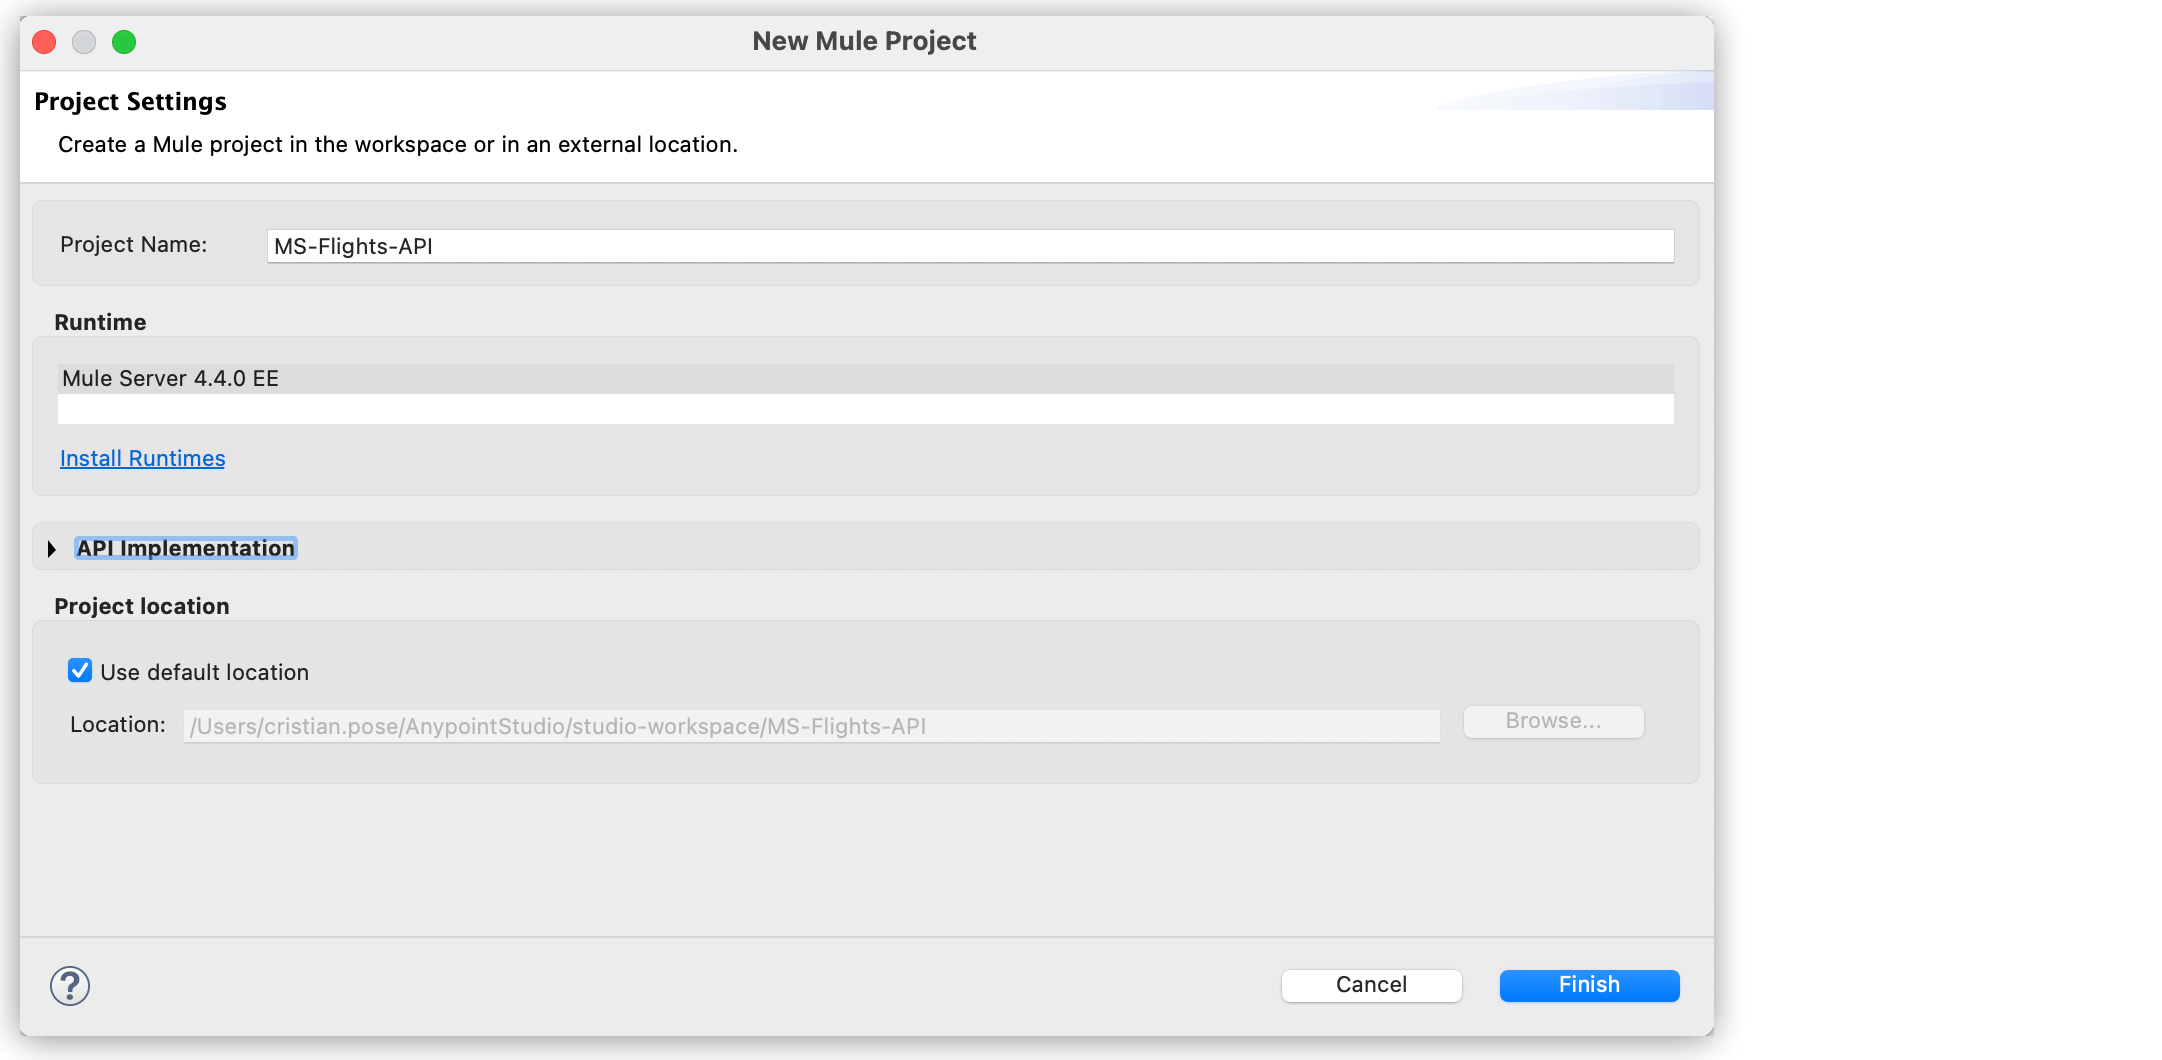 New Mule Project
Project Settings
Create a Mule project in the workspace or in an external location.
Project Name: MS-Flights-API
Runtime
Mule Server 4.4.0 EE
Install Runtimes
API Implementation
Project location
Use default location
Location: /Users/cristian.pose/AnypointStudio/studio-workspace/MS-Flights-API Browse...
? Cancel Finish